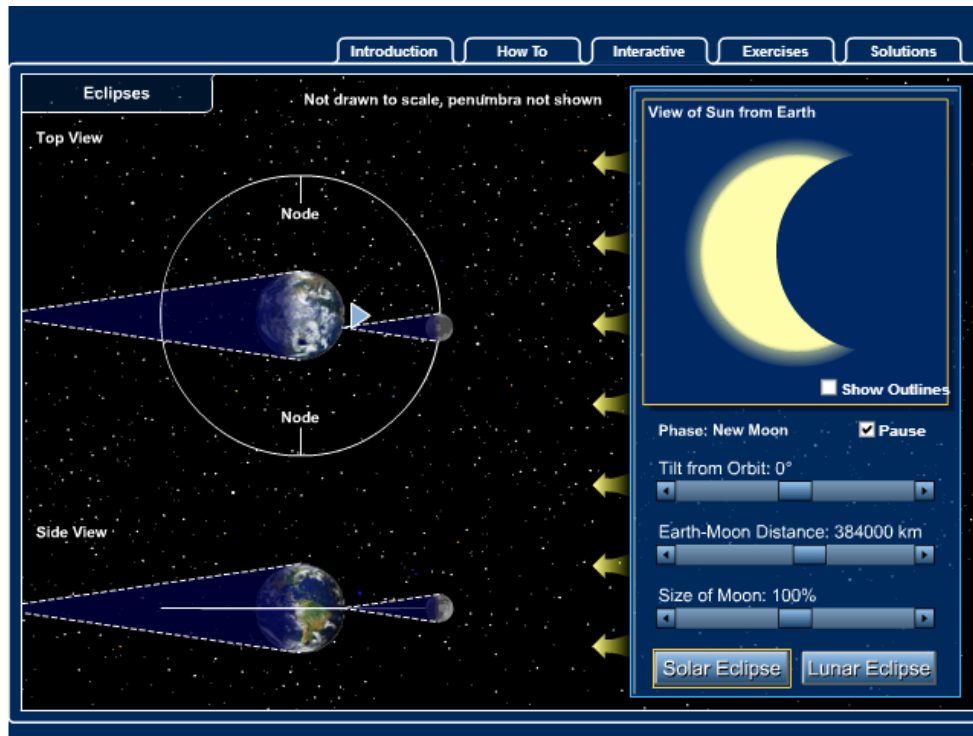 Introduction
How To
Interactive
Exercises
Solutions
Eclipses
Not drawn to scale, penumbra not shown
Top View
Node
Node
Side View
View of Sun from Earth
Show Outlines
Phase: New Moon
Pause
Tilt from Orbit: 0°
Earth-Moon Distance: 384000 km
Size of Moon: 100%
Solar Eclipse
Lunar Eclipse